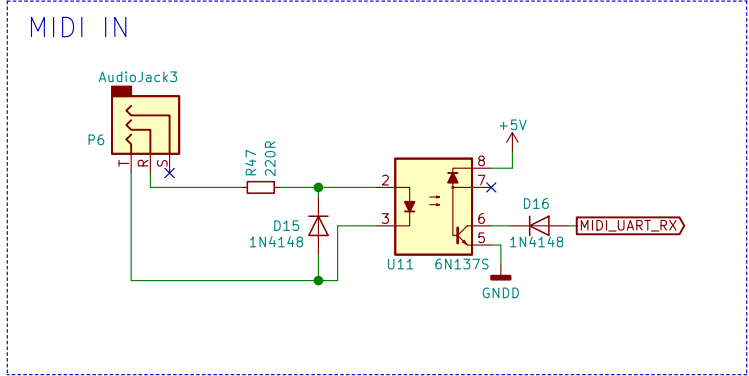 MIDI IN
AudioJack3
P6
T
R
S
R47
220R
+5V
8
7
2
3
6
5
D15
1N4148
D16
1N4148
MIDI_UART_RX
U11
6N137S
GNDD